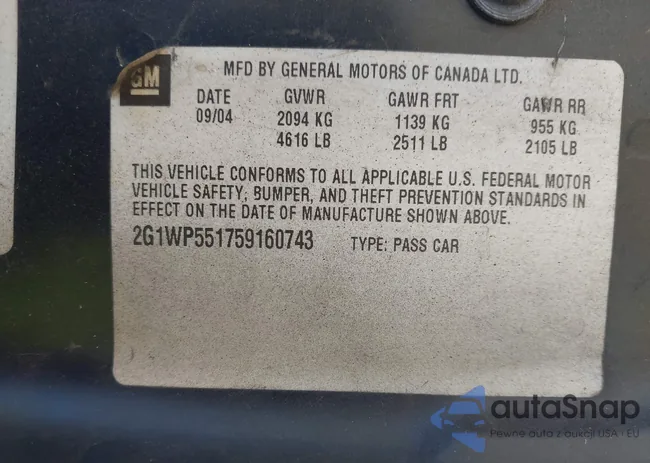 GM
MFD BY GENERAL MOTORS OF CANADA LTD.
DATE GVWR GAWR FRT GAWR RR
09/04 2094 KG 1139 KG 955 KG
4616 LB 2511 LB 2105 LB
THIS VEHICLE CONFORMS TO ALL APPLICABLE U.S. FEDERAL MOTOR
VEHICLE SAFETY, BUMPER, AND THEFT PREVENTION STANDARDS IN
EFFECT ON THE DATE OF MANUFACTURE SHOWN ABOVE.
2G1WP551759160743 TYPE: PASS CAR
autaSnap
Pewne auta z aukcji USA · EU